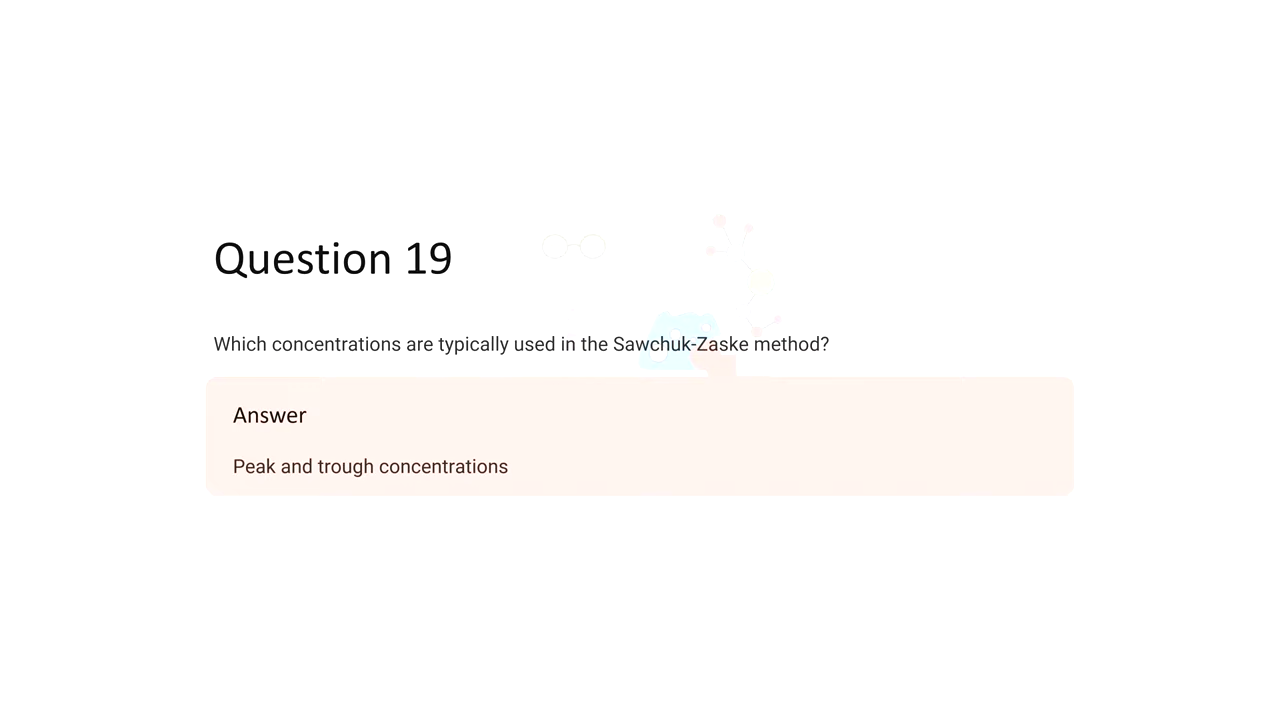 Question 19
Which concentrations are typically used in the Sawchuk-Zaske method?
Answer
Peak and trough concentrations